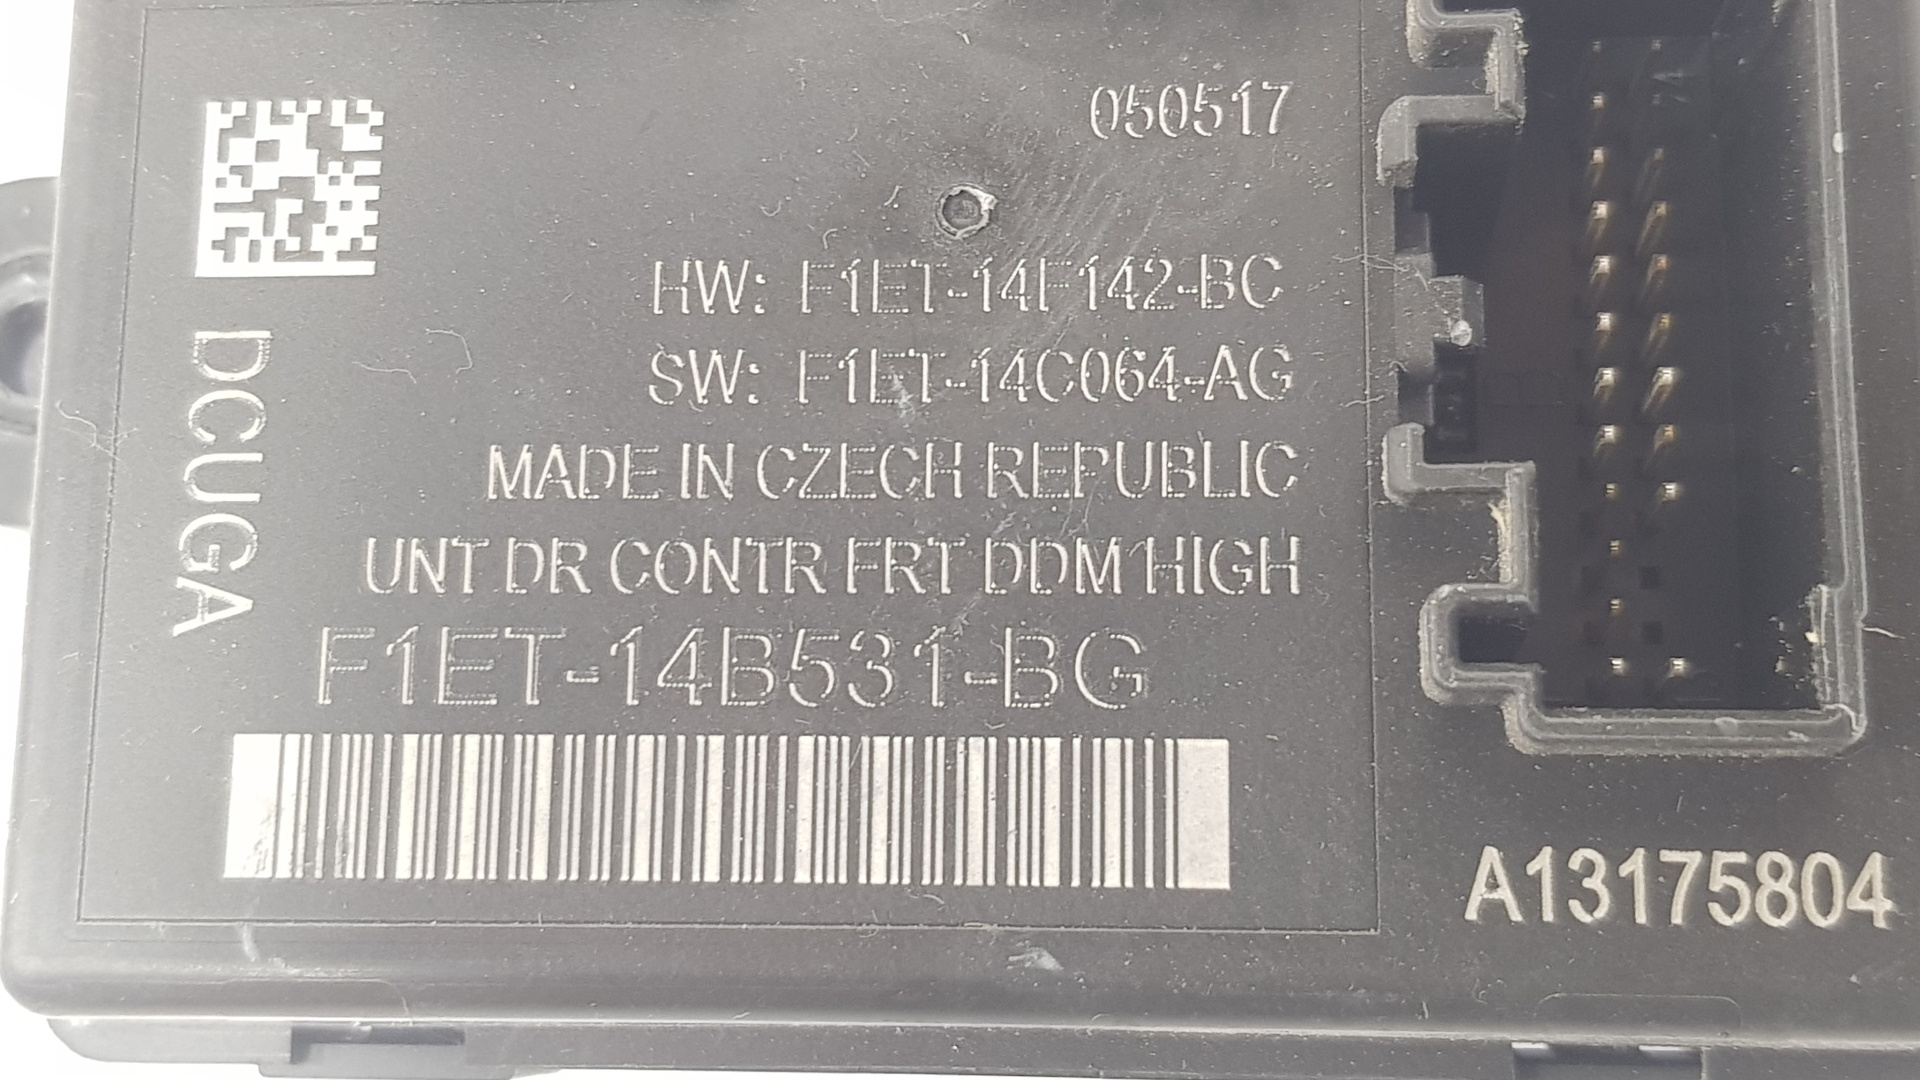 050517
HW: F1ET-14F142-BC
SW: F1ET-14C064-AG
MADE IN CZECH REPUBLIC
UNT DR CONTR FRT DDM HIGH
F1ET-14B531-BG
DCUGA
A13175804